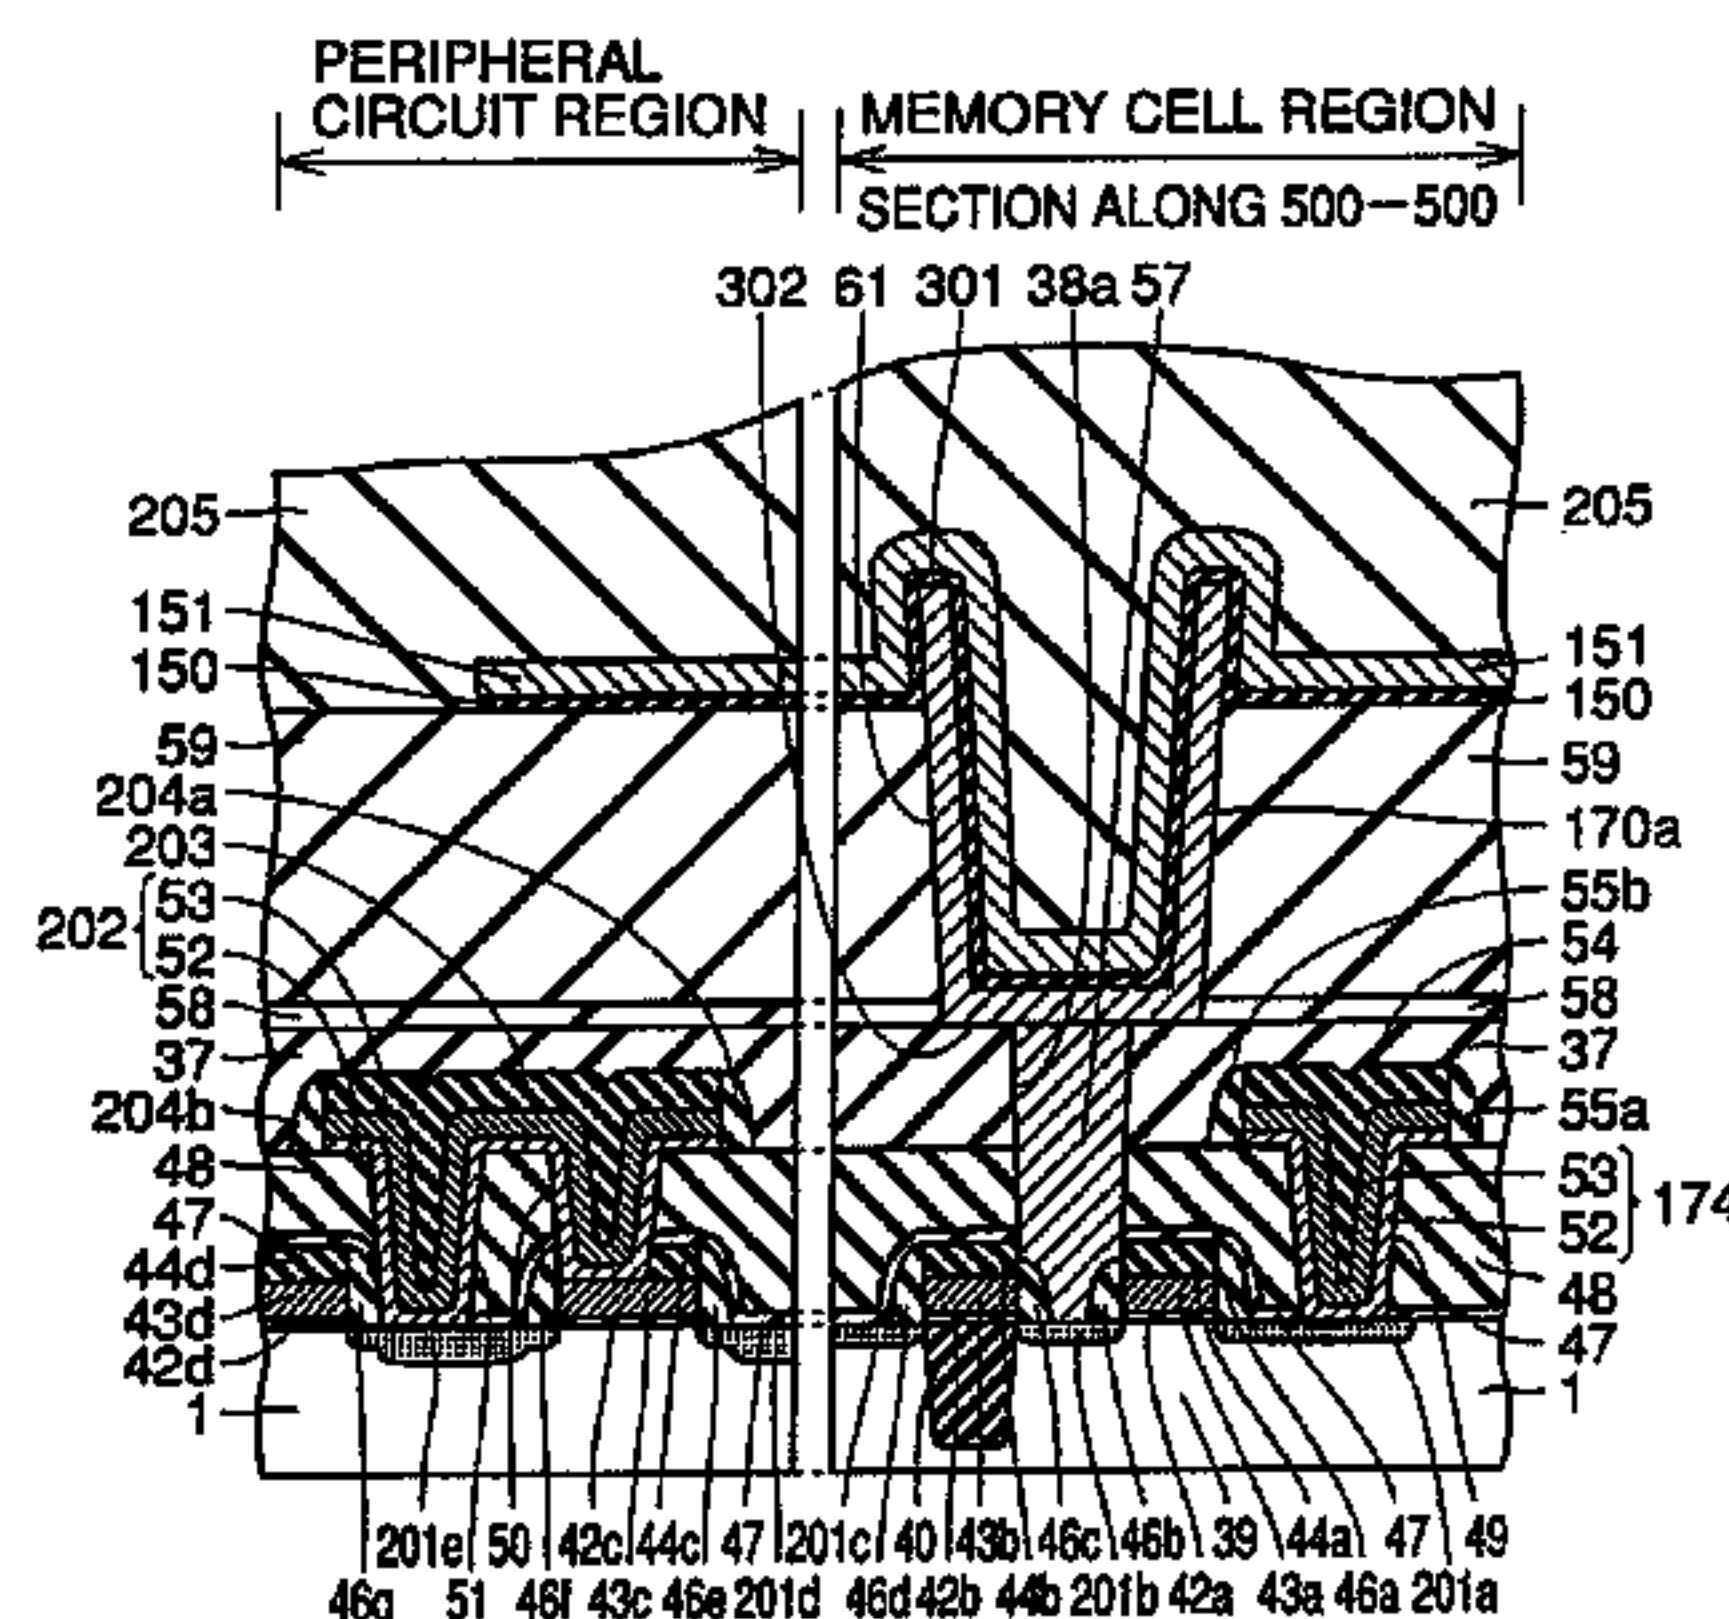 PERIPHERAL
CIRCUIT REGION
MEMORY CELL REGION
SECTION ALONG 500—500
302 61 301 38a 57
205
151
150
59
204a
203
53
202
52
58
37
204b
48
47
44d
43d
42d
1
205
151
150
59
170a
55b
54
58
37
55a
53
174
52
48
47
1
201e 50 42c 44c 47 201c 40 43b 46c 46b 39 44a 47 49
46g 51 46f 43c 46e 201d 46d 42b 44b 201b 42a 43a 46a 201a